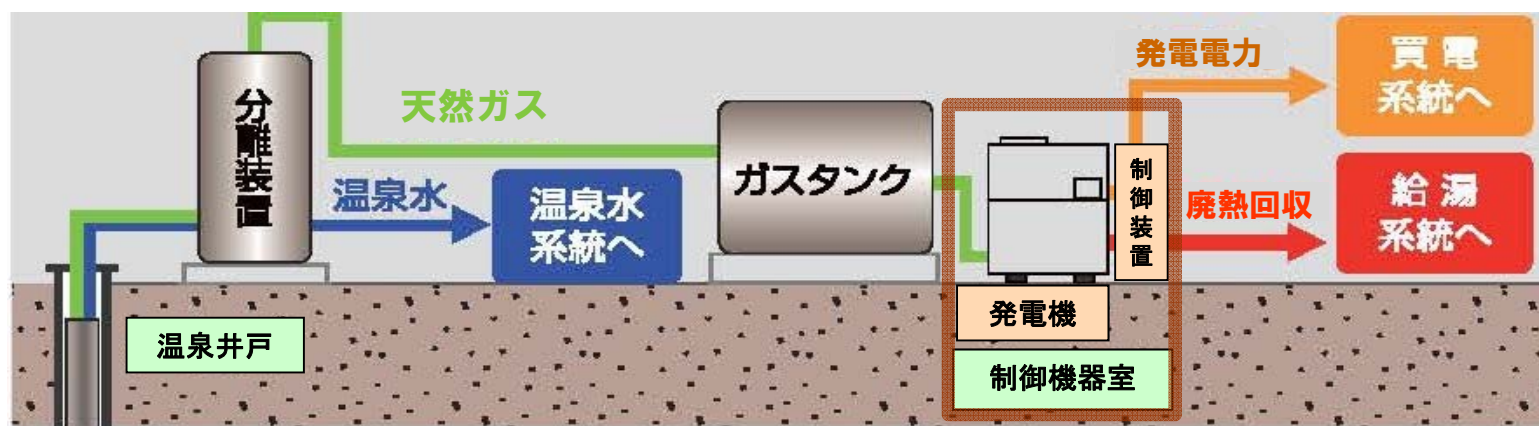 分離装置
天然ガス
温泉水
温泉水
系統へ
ガスタンク
発電電力
買電
系統へ
制御装置
廃熱回収
給湯
系統へ
発電機
温泉井戸
制御機器室